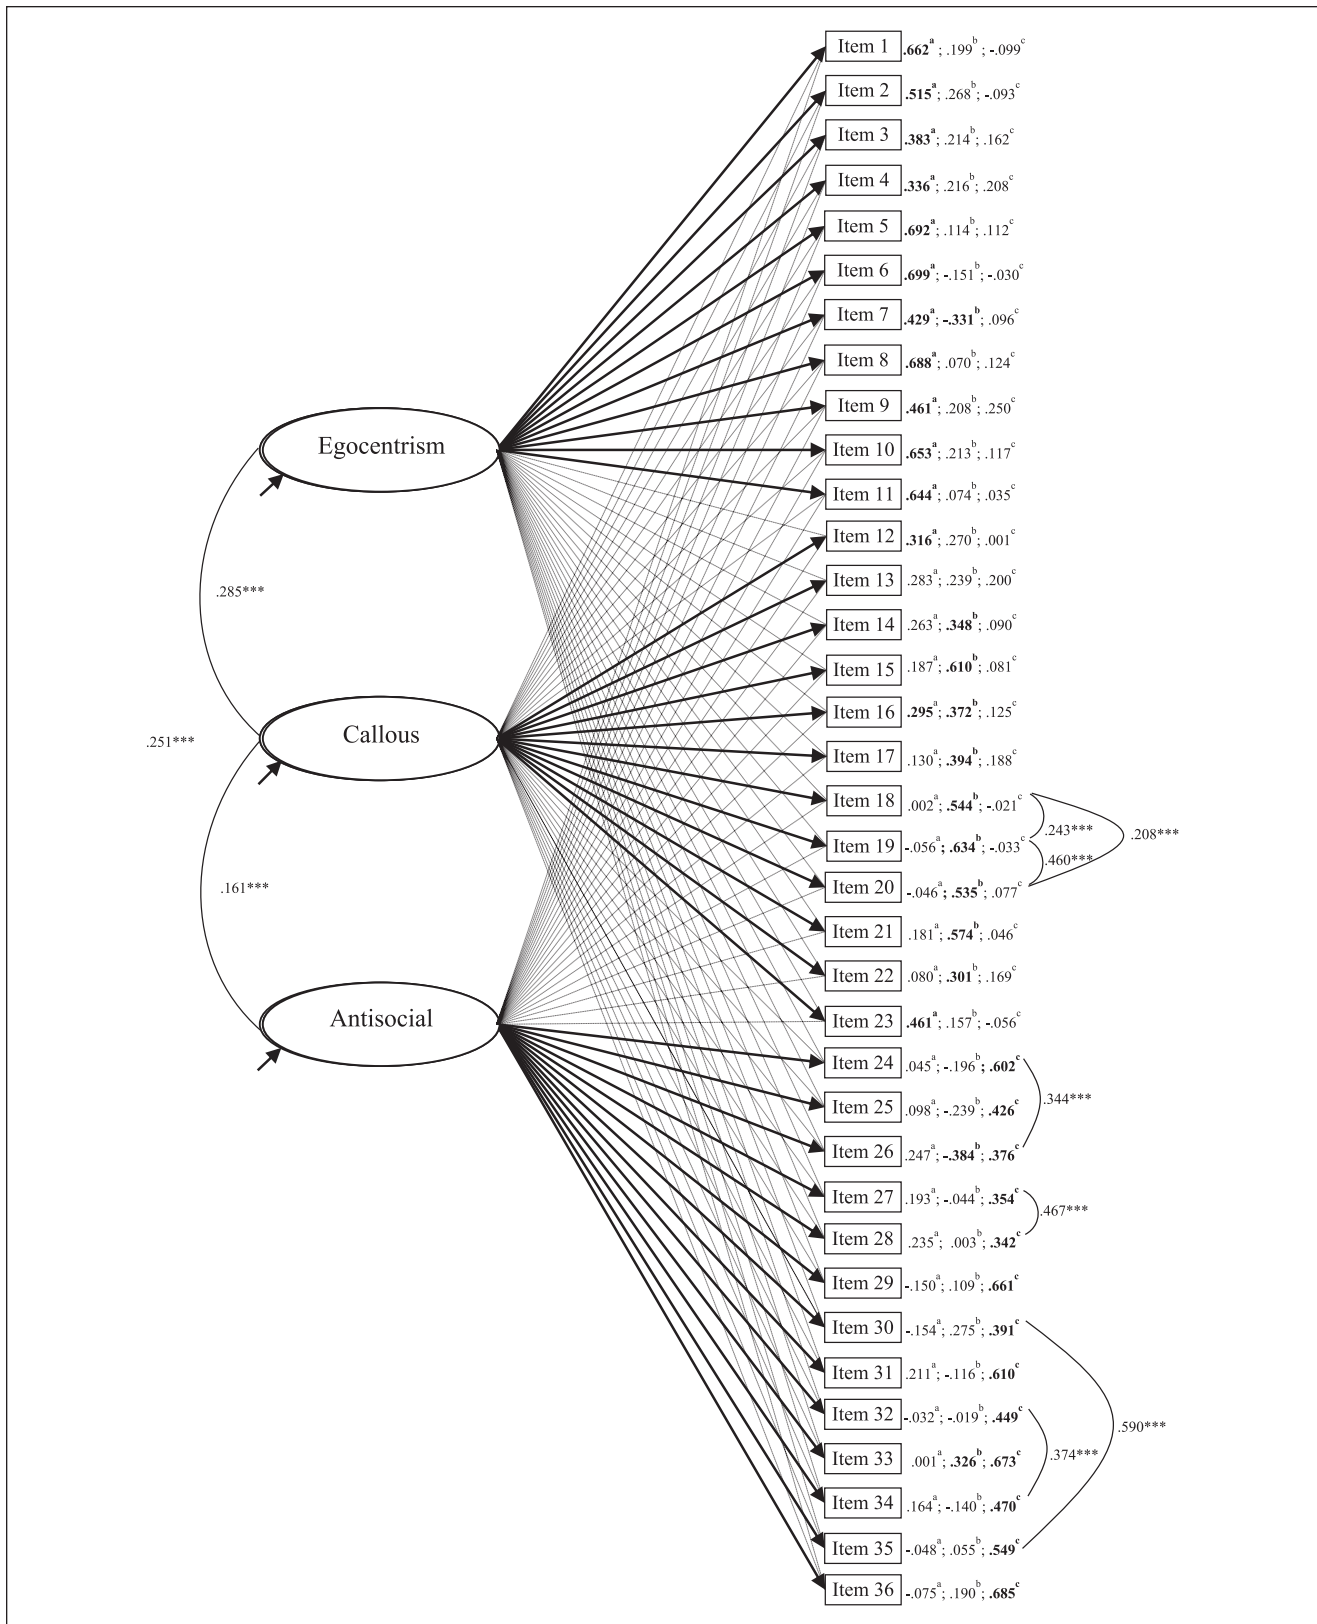 Item 1 .662a; .199b; -.099c
Item 2 .515a; .268b; -.093c
Item 3 .383a; .214b; .162c
Item 4 .336a; .216b; .208c
Item 5 .692a; .114b; .112c
Item 6 .699a; -.151b; -.030c
Item 7 .429a; -.331b; .096c
Item 8 .688a; .070b; .124c
Item 9 .461a; .208b; .250c
Egocentrism
Item 10 .653a; .213b; .117c
Item 11 .644a; .074b; .035c
Item 12 .316a; .270b; .001c
Item 13 .283a; .239b; .200c
.285***
Item 14 .263a; .348b; .090c
Item 15 .187a; .610b; .081c
Item 16 .295a; .372b; .125c
Callous
.251***
Item 17 .130a; .394b; .188c
Item 18 .002a; .544b; -.021c
.243***
.208***
Item 19 -.056a; .634b; -.033c
.460***
Item 20 -.046a; .535b; .077c
.161***
Item 21 .181a; .574b; .046c
Item 22 .080a; .301b; .169c
Antisocial
Item 23 .461a; .157b; -.056c
Item 24 .045a; -.196b; .602c
.344***
Item 25 .098a; -.239b; .426c
Item 26 .247a; -.384b; .376c
Item 27 .193a; -.044b; .354c
.467***
Item 28 .235a; .003b; .342c
Item 29 -.150a; .109b; .661c
Item 30 -.154a; .275b; .391c
Item 31 .211a; -.116b; .610c
Item 32 -.032a; -.019b; .449c
.590***
.374***
Item 33 .001a; .326b; .673c
Item 34 .164a; -.140b; .470c
Item 35 -.048a; .055b; .549c
Item 36 -.075a; .190b; .685c